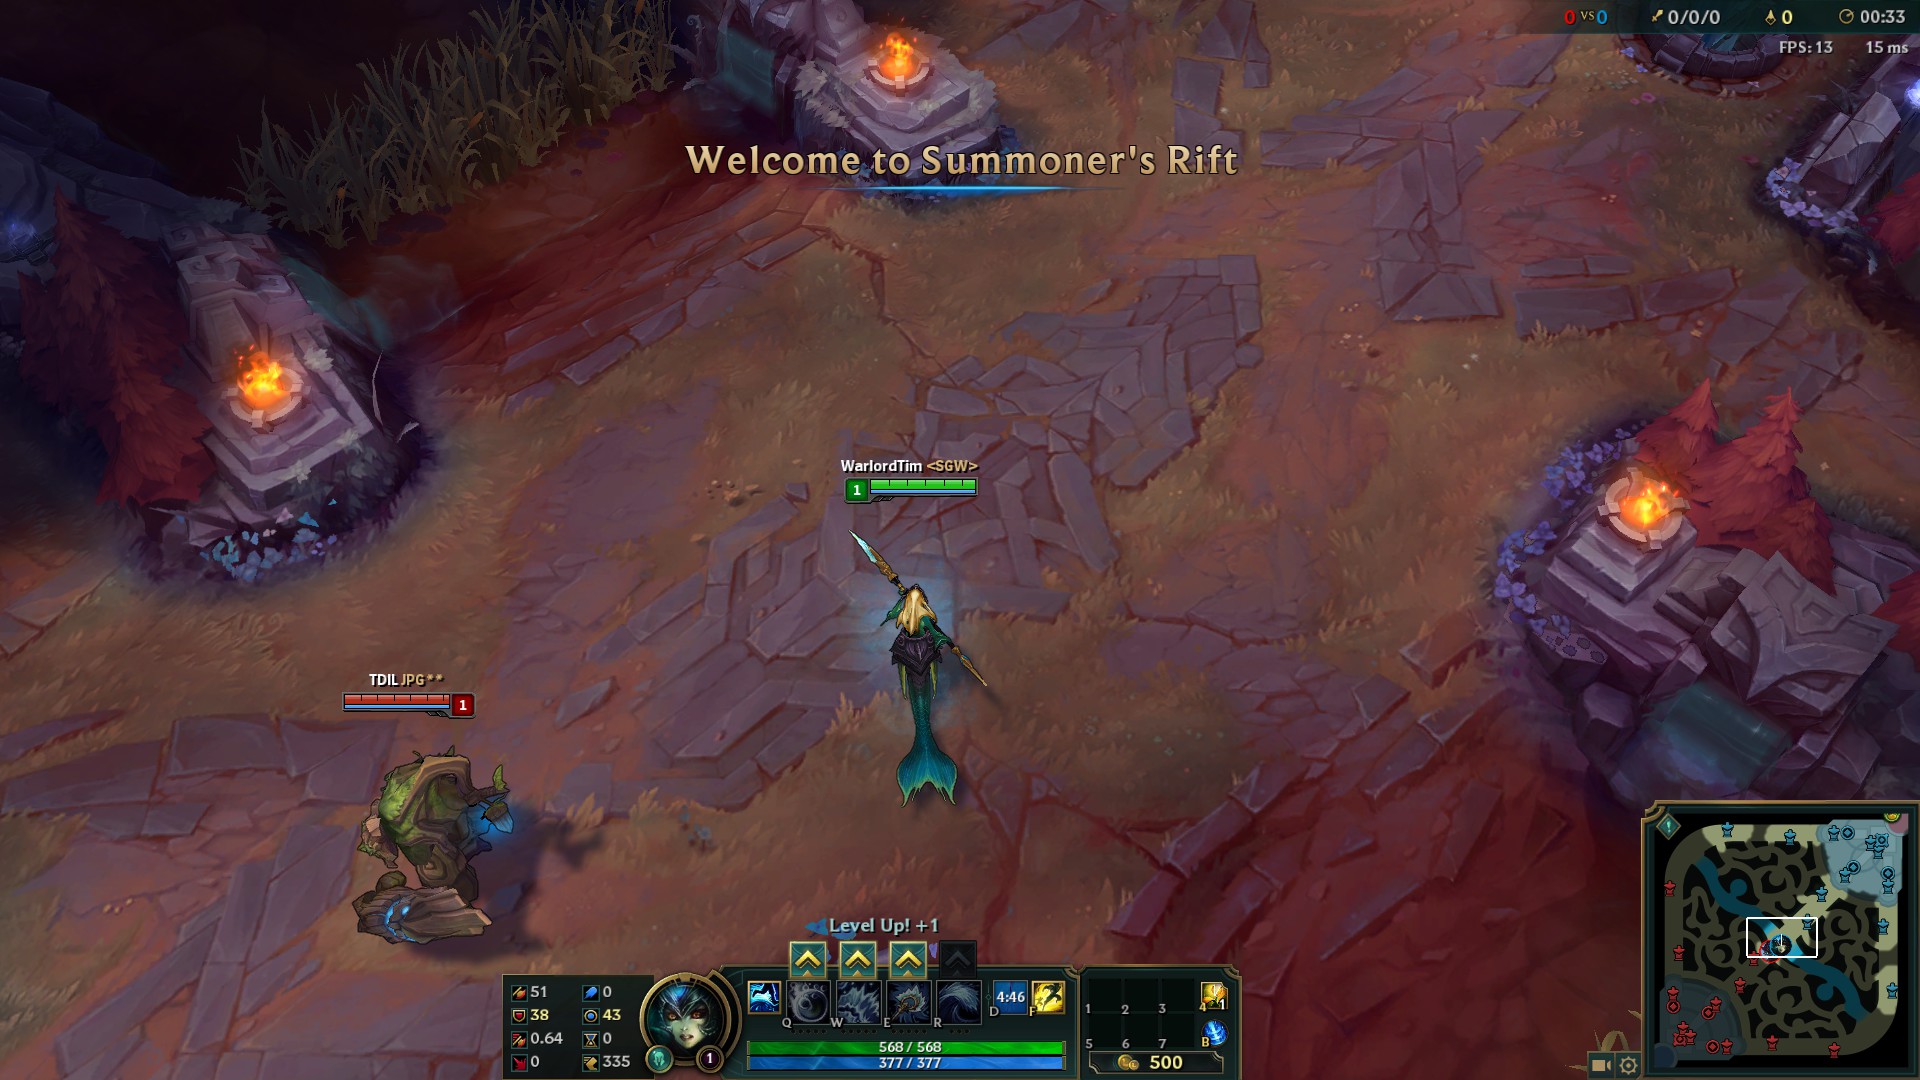 0 VS 0 0/0/0 0 00:33
FPS: 13 15 ms
Welcome to Summoner's Rift
WarlordTim <SGW>
1
TDIL JPG**
1
Level Up! +1
51 0
38 43
0.64 0
0 335
1
Q W E R D F
4:46
568 / 568
377 / 377
1 2 3 4 1
5 6 7 B
500